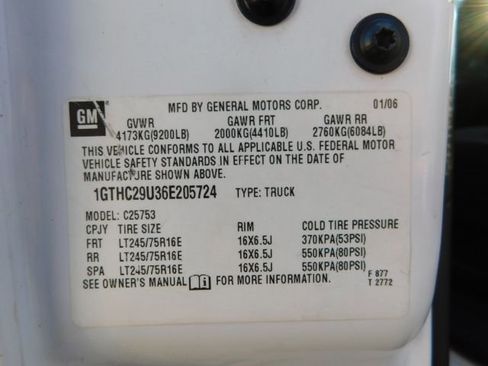 GM
MFD BY GENERAL MOTORS CORP. 01/06
GVWR GAWR FRT GAWR RR
4173KG(9200LB) 2000KG(4410LB) 2760KG(6084LB)
THIS VEHICLE CONFORMS TO ALL APPLICABLE U.S. FEDERAL MOTOR
VEHICLE SAFETY STANDARDS IN EFFECT ON THE DATE OF
MANUFACTURE SHOWN ABOVE.
1GTHC29U36E205724 TYPE: TRUCK
MODEL: C25753
CPJY TIRE SIZE RIM COLD TIRE PRESSURE
FRT LT245/75R16E 16X6.5J 370KPA(53PSI)
RR LT245/75R16E 16X6.5J 550KPA(80PSI)
SPA LT245/75R16E 16X6.5J 550KPA(80PSI)
SEE OWNER'S MANUAL FOR MORE INFORMATION.
F 877
T 2772